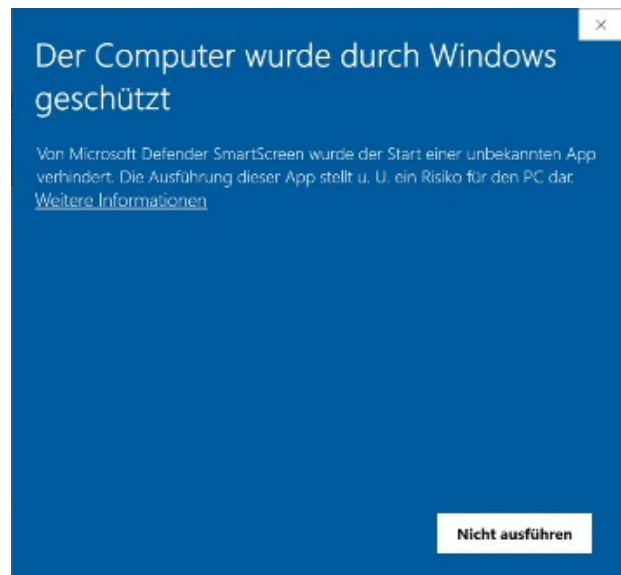 Der Computer wurde durch Windows
geschützt
Von Microsoft Defender SmartScreen wurde der Start einer unbekannten App
verhindert. Die Ausführung dieser App stellt u. U. ein Risiko für den PC dar.
Weitere Informationen
Nicht ausführen